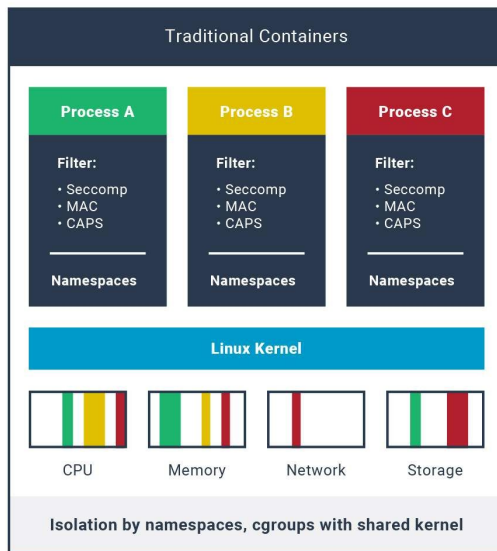 Traditional Containers
Process A
Filter:
• Seccomp
• MAC
• CAPS
Namespaces
Process B
Filter:
• Seccomp
• MAC
• CAPS
Namespaces
Process C
Filter:
• Seccomp
• MAC
• CAPS
Namespaces
Linux Kernel
CPU
Memory
Network
Storage
Isolation by namespaces, cgroups with shared kernel